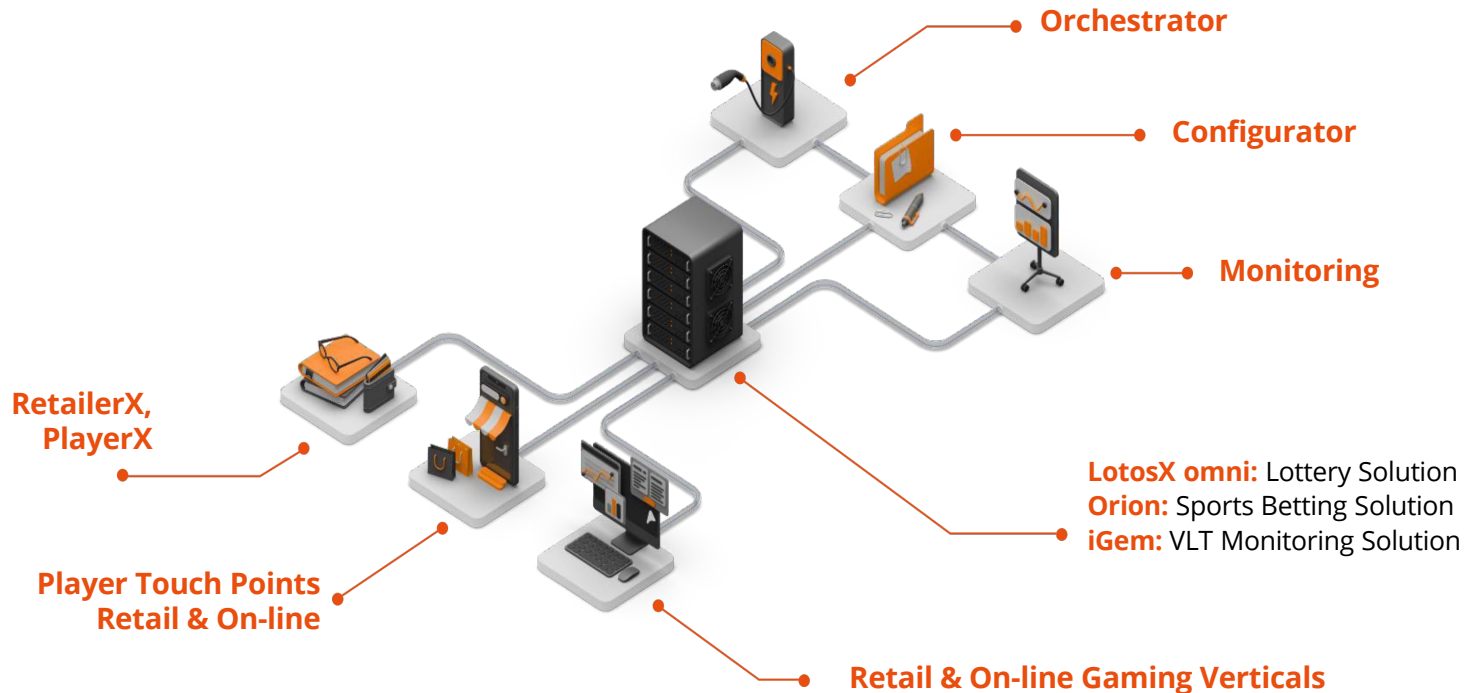 Orchestrator
Configurator
Monitoring
RetailerX,
PlayerX
LotosX omni: Lottery Solution
Orion: Sports Betting Solution
iGem: VLT Monitoring Solution
Player Touch Points
Retail & On-line
Retail & On-line Gaming Verticals